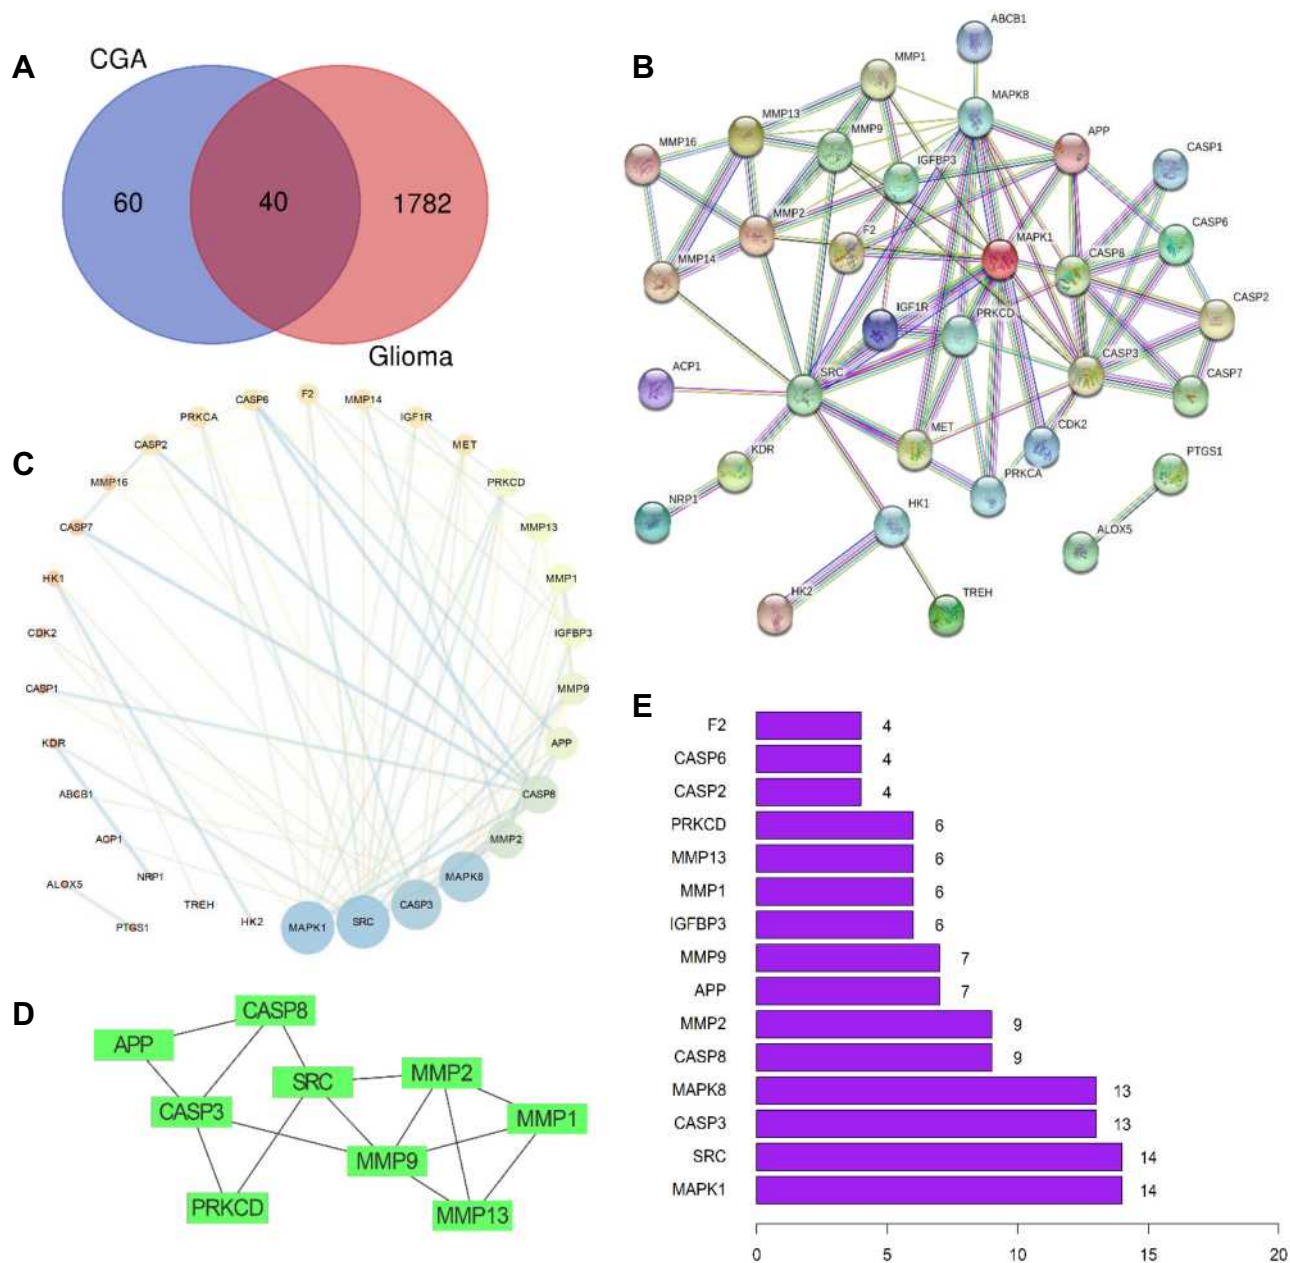 A
CGA
60
40
1782
Glioma
B
ABCB1
MMP1
MAPK8
MMP13
MMP9
APP
MMP16
CASP1
IGFBP3
MMP2
CASP6
F2
MAPK1
CASP8
MMP14
CASP2
IGF1R
PRKCD
CASP3
ACP1
SRC
CASP7
MET
CDK2
KDR
PTGS1
PRKCA
NRP1
HK1
ALOX5
HK2
TREH
C
F2
CASP6
MMP14
PRKCA
IGF1R
CASP2
MET
MMP16
PRKCD
CASP7
MMP13
HK1
MMP1
CDK2
IGFBP3
CASP1
MMP9
KDR
APP
ABCB1
CASP8
ACP1
MMP2
NRP1
MAPK8
ALOX5
TREH
CASP3
HK2
SRC
PTGS1
MAPK1
D
CASP8
APP
SRC
MMP2
CASP3
MMP1
MMP9
PRKCD
MMP13
E
F2 4
CASP6 4
CASP2 4
PRKCD 6
MMP13 6
MMP1 6
IGFBP3 6
MMP9 7
APP 7
MMP2 9
CASP8 9
MAPK8 13
CASP3 13
SRC 14
MAPK1 14
0 5 10 15 20